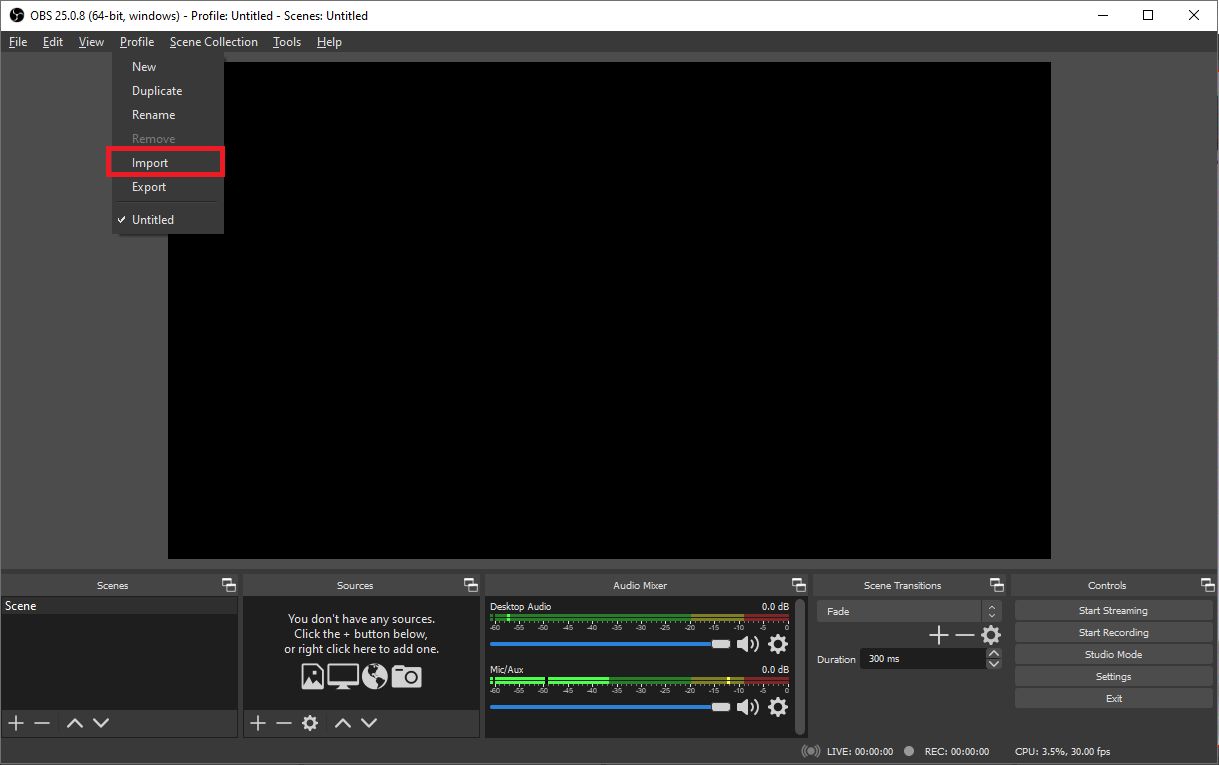 OBS 25.0.8 (64-bit, windows) - Profile: Untitled - Scenes: Untitled
File Edit View Profile Scene Collection Tools Help
New
Duplicate
Rename
Remove
Import
Export
Untitled
Scenes
Scene
Sources
You don't have any sources.
Click the + button below,
or right click here to add one.
Audio Mixer
Desktop Audio 0.0 dB
-60 -55 -50 -45 -40 -35 -30 -25 -20 -15 -10 -5 0
Mic/Aux 0.0 dB
-60 -55 -50 -45 -40 -35 -30 -25 -20 -15 -10 -5 0
Scene Transitions
Fade
Duration 300 ms
Controls
Start Streaming
Start Recording
Studio Mode
Settings
Exit
LIVE: 00:00:00 REC: 00:00:00 CPU: 3.5%, 30.00 fps